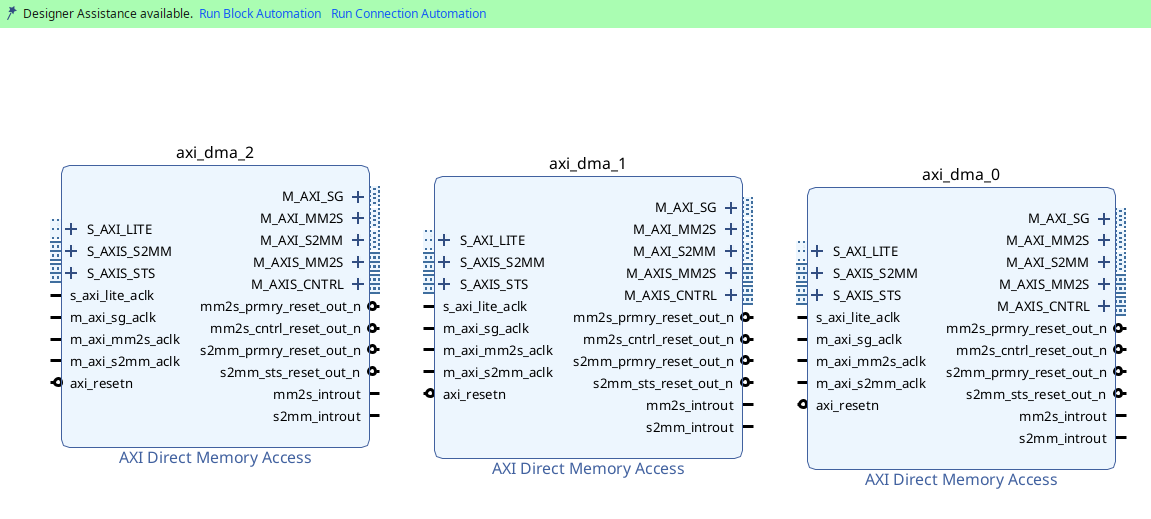 Designer Assistance available. Run Block Automation Run Connection Automation
axi_dma_2
M_AXI_SG
M_AXI_MM2S
S_AXI_LITE
M_AXI_S2MM
S_AXIS_S2MM
M_AXIS_MM2S
S_AXIS_STS
M_AXIS_CNTRL
s_axi_lite_aclk
mm2s_prmry_reset_out_n
m_axi_sg_aclk
mm2s_cntrl_reset_out_n
m_axi_mm2s_aclk
s2mm_prmry_reset_out_n
m_axi_s2mm_aclk
s2mm_sts_reset_out_n
axi_resetn
mm2s_introut
s2mm_introut
AXI Direct Memory Access
axi_dma_1
M_AXI_SG
M_AXI_MM2S
S_AXI_LITE
M_AXI_S2MM
S_AXIS_S2MM
M_AXIS_MM2S
S_AXIS_STS
M_AXIS_CNTRL
s_axi_lite_aclk
mm2s_prmry_reset_out_n
m_axi_sg_aclk
mm2s_cntrl_reset_out_n
m_axi_mm2s_aclk
s2mm_prmry_reset_out_n
m_axi_s2mm_aclk
s2mm_sts_reset_out_n
axi_resetn
mm2s_introut
s2mm_introut
AXI Direct Memory Access
axi_dma_0
M_AXI_SG
M_AXI_MM2S
S_AXI_LITE
M_AXI_S2MM
S_AXIS_S2MM
M_AXIS_MM2S
S_AXIS_STS
M_AXIS_CNTRL
s_axi_lite_aclk
mm2s_prmry_reset_out_n
m_axi_sg_aclk
mm2s_cntrl_reset_out_n
m_axi_mm2s_aclk
s2mm_prmry_reset_out_n
m_axi_s2mm_aclk
s2mm_sts_reset_out_n
axi_resetn
mm2s_introut
s2mm_introut
AXI Direct Memory Access